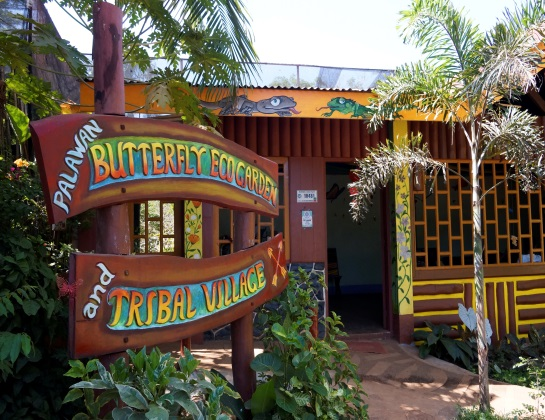 PALAWAN
BUTTERFLY ECO GARDEN
and
TRIBAL VILLAGE